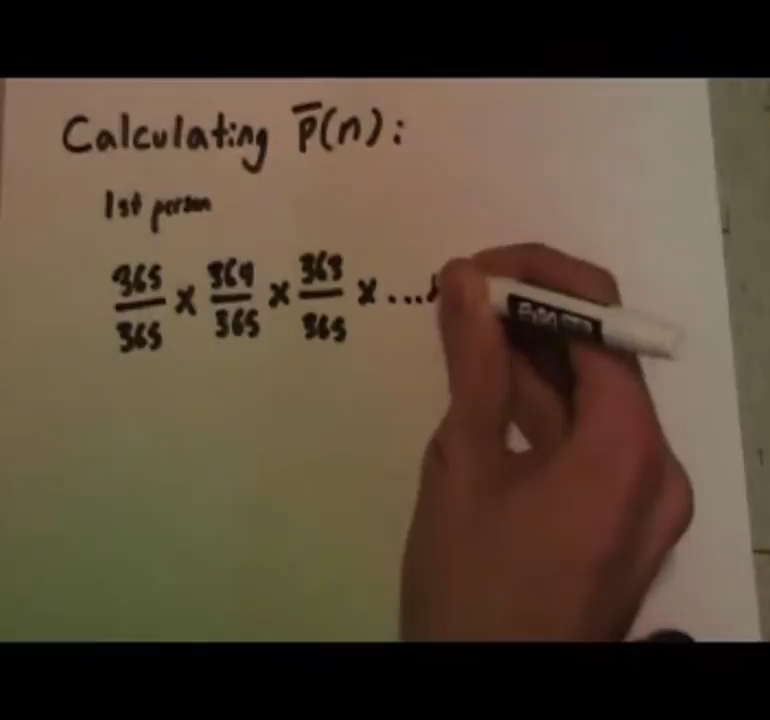 Calculating p̅(n):
1st person
365/365 × 364/365 × 363/365 × ...